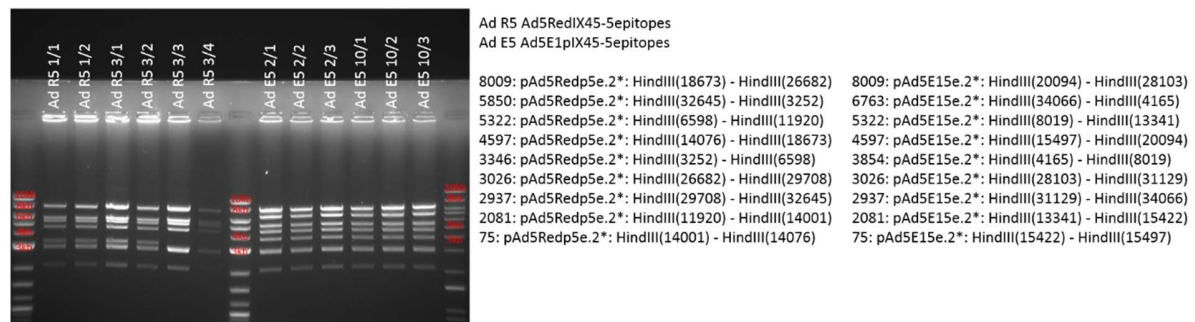 Ad R5 Ad5RedIX45-5epitopes
Ad E5 Ad5E1pIX45-5epitopes
Ad R5 1/1
Ad R5 1/2
Ad R5 3/1
Ad R5 3/2
Ad R5 3/3
Ad R5 3/4
Ad E5 2/1
Ad E5 2/2
Ad E5 2/3
Ad E5 10/1
Ad E5 10/2
Ad E5 10/3
3kb
8009: pAd5Redp5e.2*: HindIII(18673) - HindIII(26682)
5850: pAd5Redp5e.2*: HindIII(32645) - HindIII(3252)
5322: pAd5Redp5e.2*: HindIII(6598) - HindIII(11920)
4597: pAd5Redp5e.2*: HindIII(14076) - HindIII(18673)
3346: pAd5Redp5e.2*: HindIII(3252) - HindIII(6598)
3026: pAd5Redp5e.2*: HindIII(26682) - HindIII(29708)
2937: pAd5Redp5e.2*: HindIII(29708) - HindIII(32645)
2081: pAd5Redp5e.2*: HindIII(11920) - HindIII(14001)
75: pAd5Redp5e.2*: HindIII(14001) - HindIII(14076)
8009: pAd5E15e.2*: HindIII(20094) - HindIII(28103)
6763: pAd5E15e.2*: HindIII(34066) - HindIII(4165)
5322: pAd5E15e.2*: HindIII(8019) - HindIII(13341)
4597: pAd5E15e.2*: HindIII(15497) - HindIII(20094)
3854: pAd5E15e.2*: HindIII(4165) - HindIII(8019)
3026: pAd5E15e.2*: HindIII(28103) - HindIII(31129)
2937: pAd5E15e.2*: HindIII(31129) - HindIII(34066)
2081: pAd5E15e.2*: HindIII(13341) - HindIII(15422)
75: pAd5E15e.2*: HindIII(15422) - HindIII(15497)